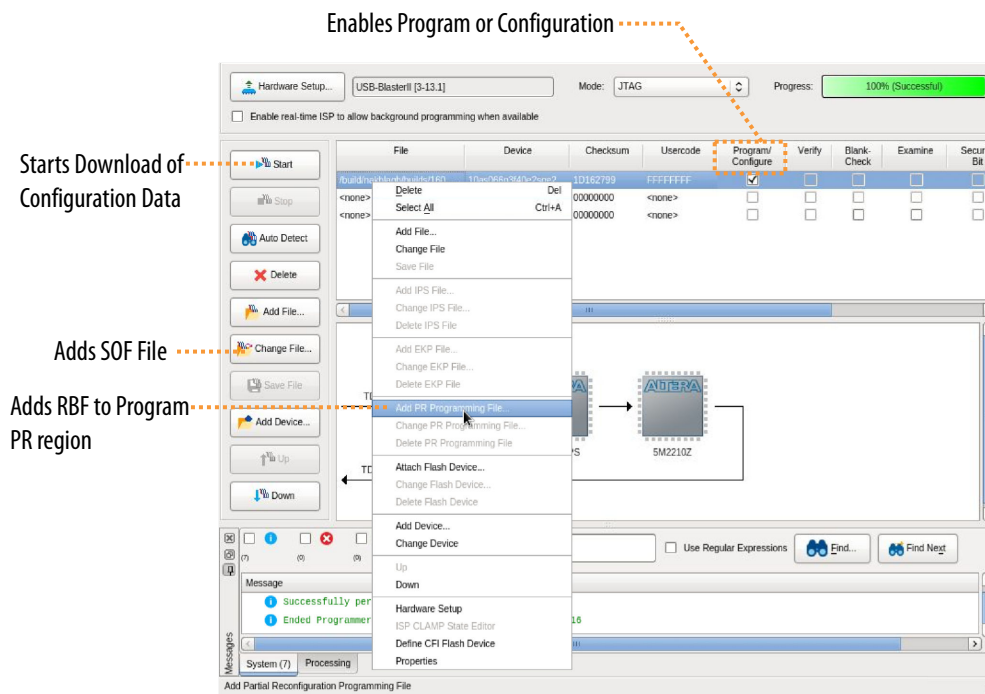 Enables Program or Configuration
Hardware Setup...
USB-BlasterII [3-13.1]
Mode:
JTAG
Progress:
100% (Successful)
Enable real-time ISP to allow background programming when available
Starts Download of
Configuration Data
Start
Stop
Auto Detect
Delete
Add File...
Adds SOF File
Change File...
Save File
Adds RBF to Program
PR region
Add Device...
Up
Down
File Device Checksum Usercode Program/ Verify Blank- Examine Secur
Configure Check Bit
1D162799 FFFFFFFF
<none> 00000000 <none>
<none> 00000000 <none>
Delete Del
Select All Ctrl+A
Add File...
Change File
Save File
Add IPS File...
Change IPS File...
Delete IPS File
Add EKP File...
Change EKP File...
Delete EKP File
Add PR Programming File...
Change PR Programming File...
Delete PR Programming File
Attach Flash Device...
Change Flash Device...
Delete Flash Device
Add Device...
Change Device
Up
Down
Hardware Setup
ISP CLAMP State Editor
Define CFI Flash Device
Properties
ALTERA
5M2210Z
(7) (0) (0)
Use Regular Expressions
Find...
Find Next
Message
Successfully per
Ended Programmer
16
Messages
System (7)
Processing
Add Partial Reconfiguration Programming File